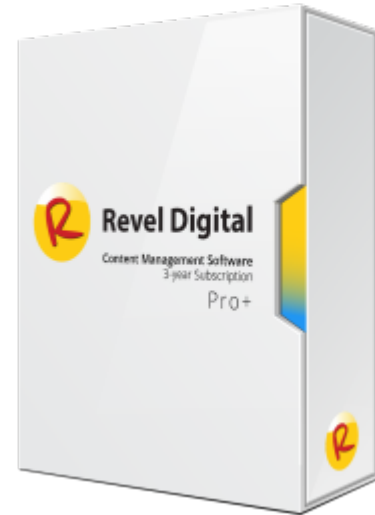 R Revel Digital
Content Management Software
3-year Subscription
Pro+
R